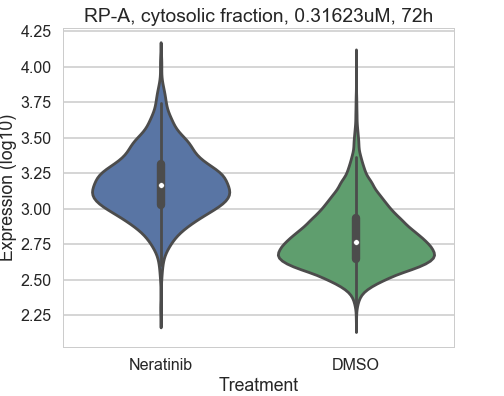 RP-A, cytosolic fraction, 0.31623uM, 72h
Expression (log10)
4.25
4.00
3.75
3.50
3.25
3.00
2.75
2.50
2.25
Neratinib DMSO
Treatment